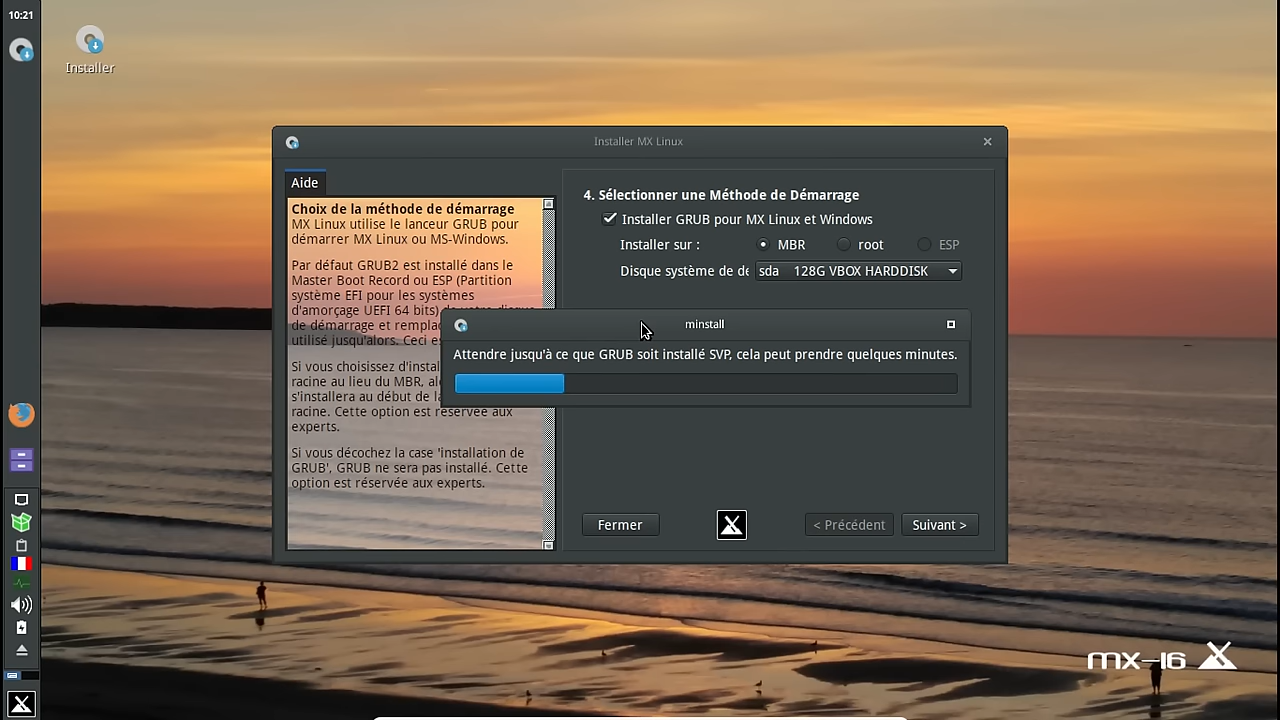 10:21
Installer
Installer MX Linux
Aide
Choix de la méthode de démarrage
MX Linux utilise le lanceur GRUB pour
démarrer MX Linux ou MS-Windows.
Par défaut GRUB2 est installé dans le
Master Boot Record ou ESP (Partition
système EFI pour les systèmes
d'amorçage UEFI 64 bits)
de démarrage et
utilisé jusqu'alors. Ceci
Si vous choisissez
racine au lieu du MBR,
s'installera au début de
racine. Cette option est réservée aux
experts.
Si vous décochez la case 'installation de
GRUB', GRUB ne sera pas installé. Cette
option est réservée aux experts.
4. Sélectionner une Méthode de Démarrage
Installer GRUB pour MX Linux et Windows
Installer sur : MBR root ESP
Disque système de de sda 128G VBOX HARDDISK
minstall
Attendre jusqu'à ce que GRUB soit installé SVP, cela peut prendre quelques minutes.
Fermer < Précédent Suivant >
mx-16